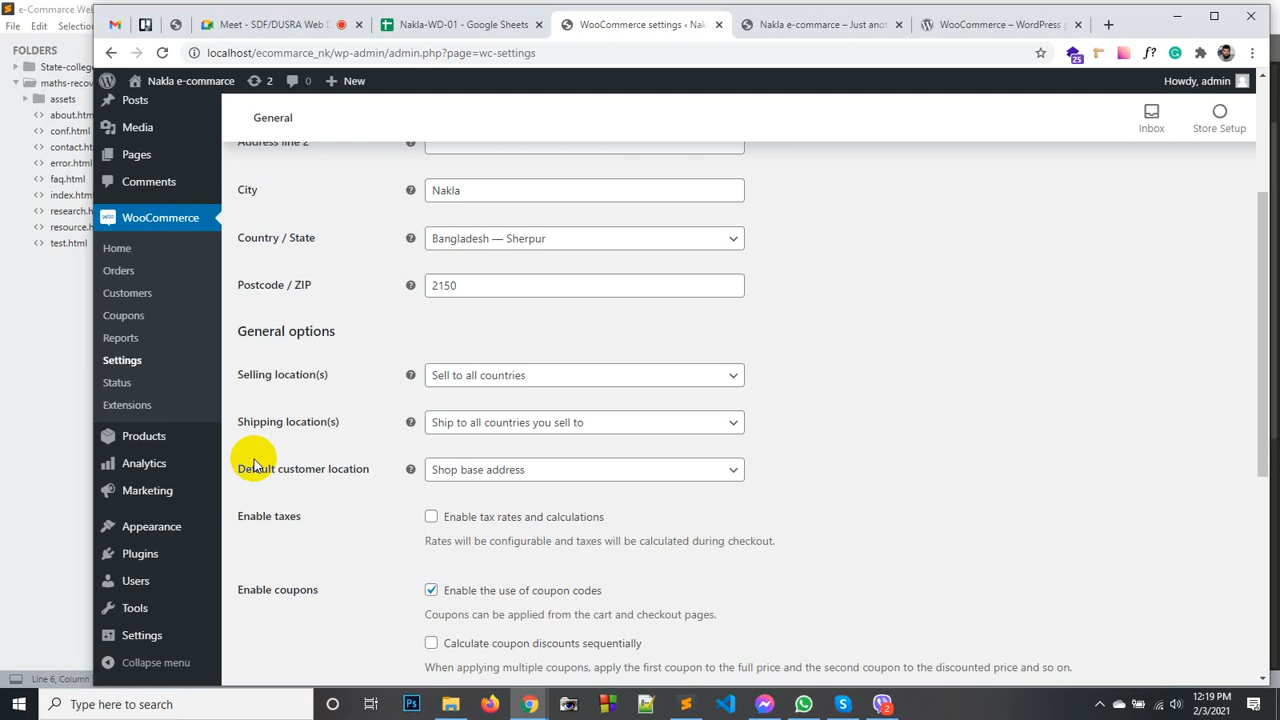 e-Commerce Web
File Edit Selection
Meet - SDF/DUSRA Web D
Nakla-WD-01 - Google Sheets
WooCommerce settings ‹ Nak
Nakla e-commerce – Just anot
WooCommerce – WordPress p
localhost/ecommarce_nk/wp-admin/admin.php?page=wc-settings
25
f?
Nakla e-commerce
2
0
New
Howdy, admin
FOLDERS
State-colleg
maths-recov
assets
about.htm
conf.html
contact.ht
error.html
faq.html
index.htm
research.h
resource.h
test.html
Posts
Media
Pages
Comments
WooCommerce
Home
Orders
Customers
Coupons
Reports
Settings
Status
Extensions
Products
Analytics
Marketing
Appearance
Plugins
Users
Tools
Settings
Collapse menu
General
Inbox
Store Setup
Address line 2
City
Nakla
Country / State
Bangladesh — Sherpur
Postcode / ZIP
2150
General options
Selling location(s)
Sell to all countries
Shipping location(s)
Ship to all countries you sell to
Default customer location
Shop base address
Enable taxes
Enable tax rates and calculations
Rates will be configurable and taxes will be calculated during checkout.
Enable coupons
Enable the use of coupon codes
Coupons can be applied from the cart and checkout pages.
Calculate coupon discounts sequentially
When applying multiple coupons, apply the first coupon to the full price and the second coupon to the discounted price and so on.
Line 6, Column
Type here to search
Ps
2
12:19 PM
2/3/2021